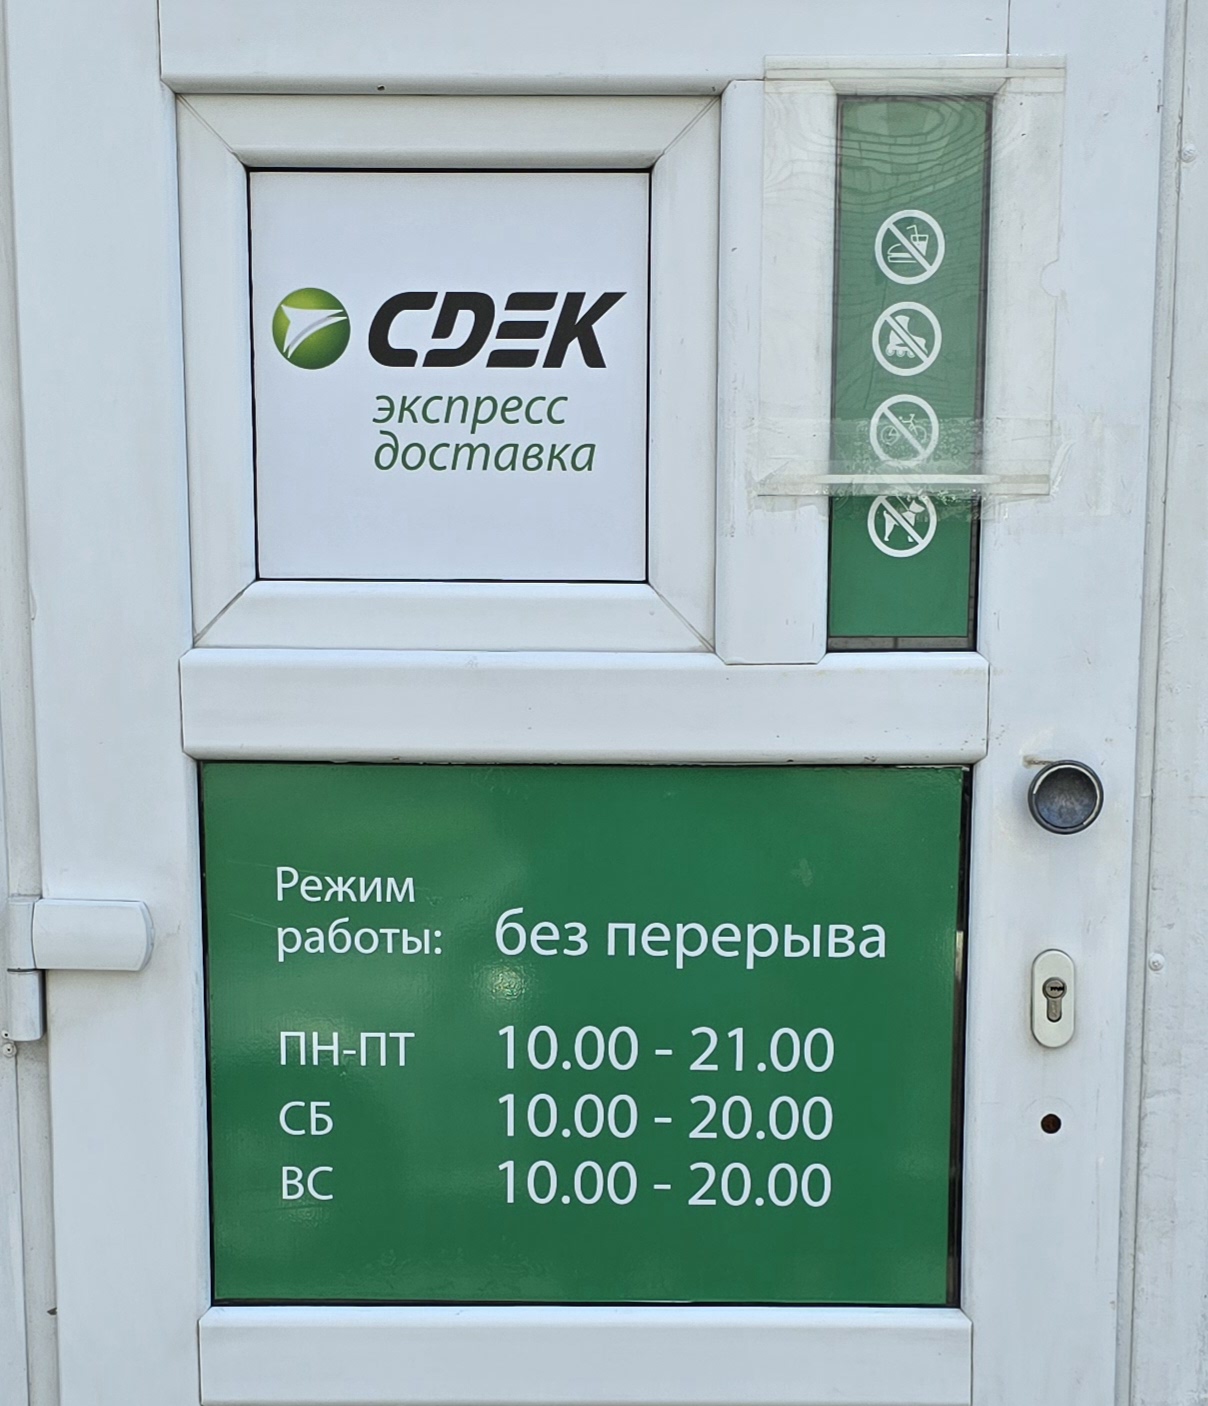 CDEK
экспресс
доставка
Режим
работы: без перерыва
ПН-ПТ 10.00 - 21.00
СБ 10.00 - 20.00
ВС 10.00 - 20.00